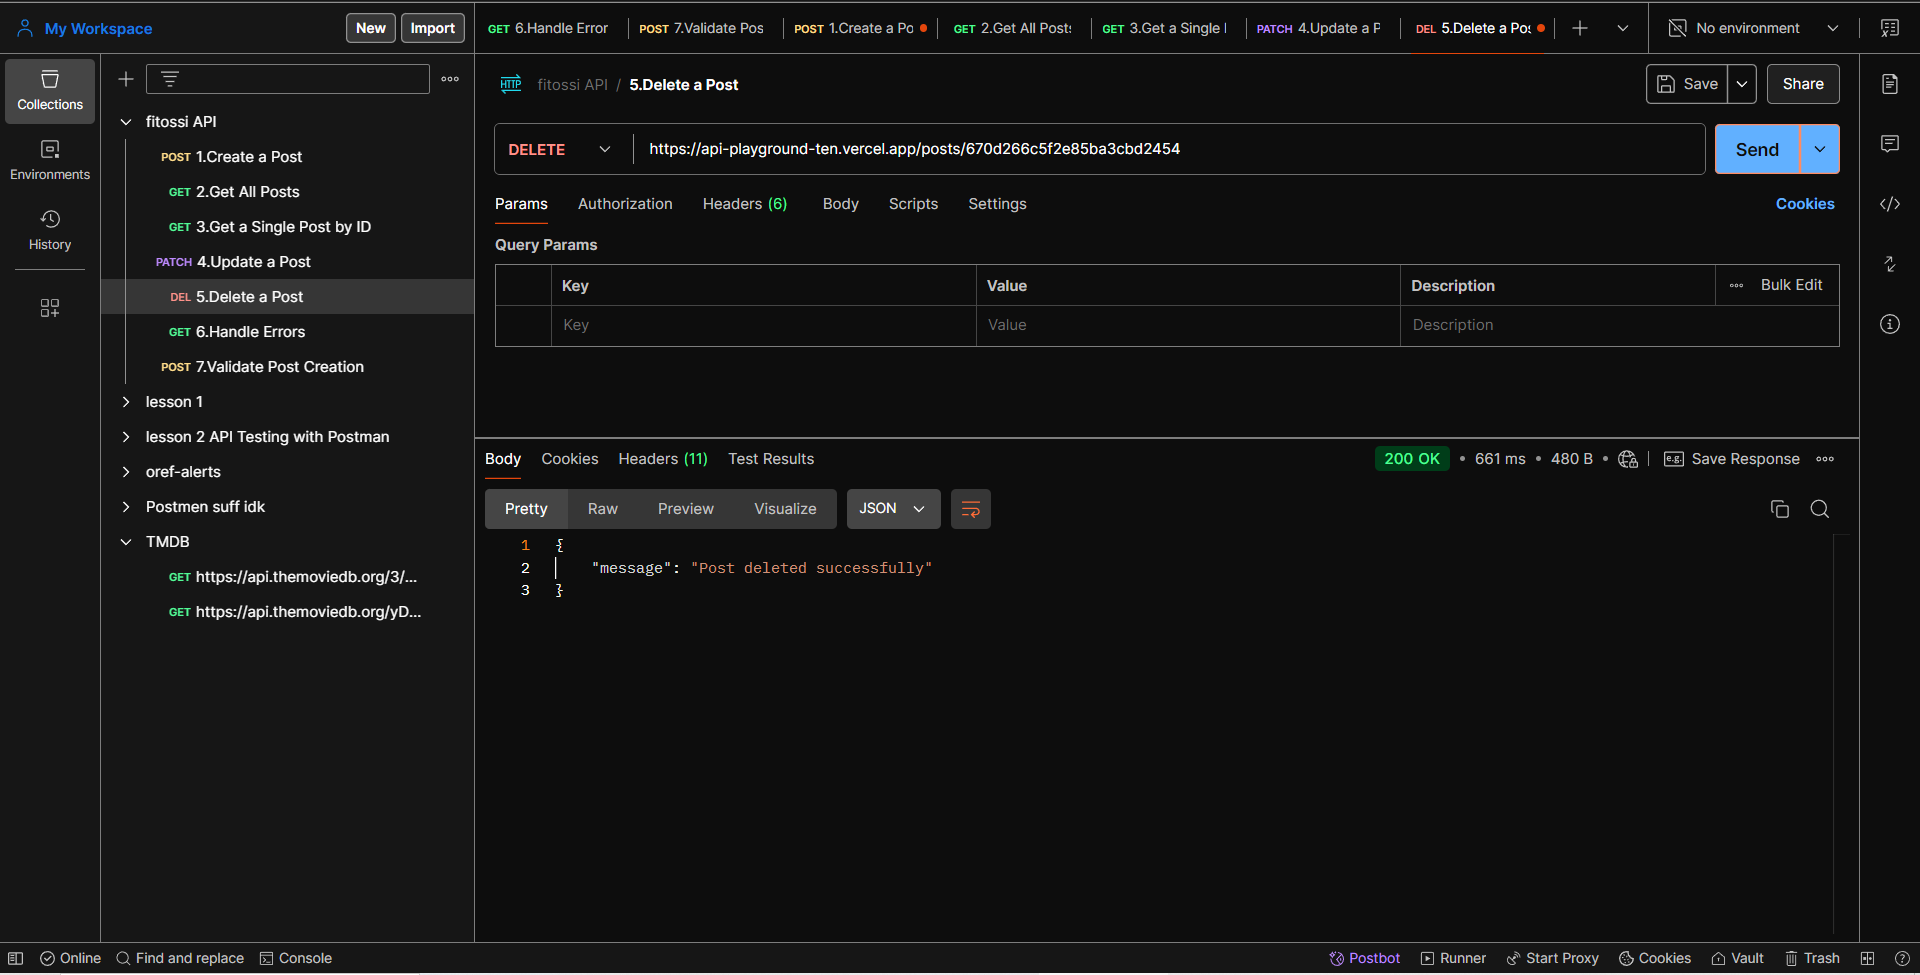 My Workspace
New
Import
GET 6.Handle Error
POST 7.Validate Pos
POST 1.Create a Po
GET 2.Get All Posts
GET 3.Get a Single
PATCH 4.Update a P
DEL 5.Delete a Pos
No environment
Collections
Environments
History
fitossi API
POST 1.Create a Post
GET 2.Get All Posts
GET 3.Get a Single Post by ID
PATCH 4.Update a Post
DEL 5.Delete a Post
GET 6.Handle Errors
POST 7.Validate Post Creation
lesson 1
lesson 2 API Testing with Postman
oref-alerts
Postmen suff idk
TMDB
GET https://api.themoviedb.org/3/...
GET https://api.themoviedb.org/yD...
HTTP fitossi API / 5.Delete a Post
Save
Share
DELETE
https://api-playground-ten.vercel.app/posts/670d266c5f2e85ba3cbd2454
Send
Params Authorization Headers (6) Body Scripts Settings
Cookies
Query Params
Key Value Description Bulk Edit
Key Value Description
Body Cookies Headers (11) Test Results
200 OK • 661 ms • 480 B •
e.g. Save Response
Pretty Raw Preview Visualize
JSON
1 {
2 "message": "Post deleted successfully"
3 }
Online Find and replace Console
Postbot Runner Start Proxy Cookies Vault Trash